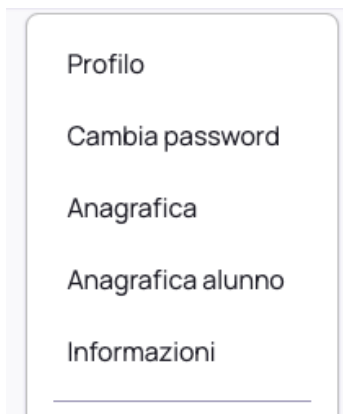 Profilo
Cambia password
Anagrafica
Anagrafica alunno
Informazioni